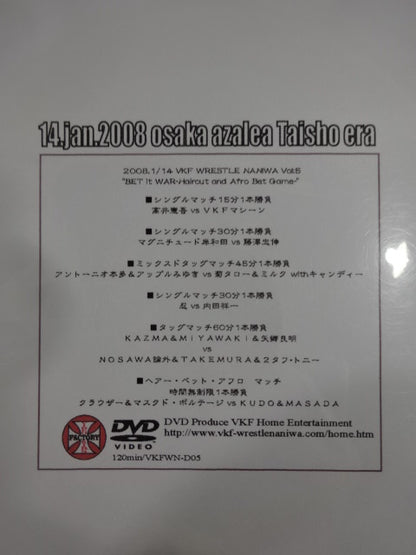 14.jan.2008 osaka azalea Taisho era
2008.1/14 VKF WRESTLE NANIWA Vol5
"BET it WAR-Haircut and Afro Bet Game-"
■シングルマッチ15分1本勝負
高井憲吾 vs VKFマシーン
■シングルマッチ30分1本勝負
マグニチュード岸和田 vs 藤澤忠伸
■ミックスドタッグマッチ45分1本勝負
アントーニオ本多&アップルみゆき vs 菊タロー&ミルク withキャンディー
■シングルマッチ30分1本勝負
忍 vs 内田祥一
■タッグマッチ60分1本勝負
KAZMA&MiYAWAKi&矢郷良明
vs
NOSAWA論外&TAKEMURA&2タフ・トニー
■ヘアー・ベット・アフロ マッチ
時間無制限1本勝負
クラウザー&マスクド・ボルテージ vs KUDO&MASADA
FACTORY
DVD
VIDEO
DVD Produce VKF Home Entertainment
http://www.vkf-wrestlenaniwa.com/home.htm
120min/VKFWN-D05